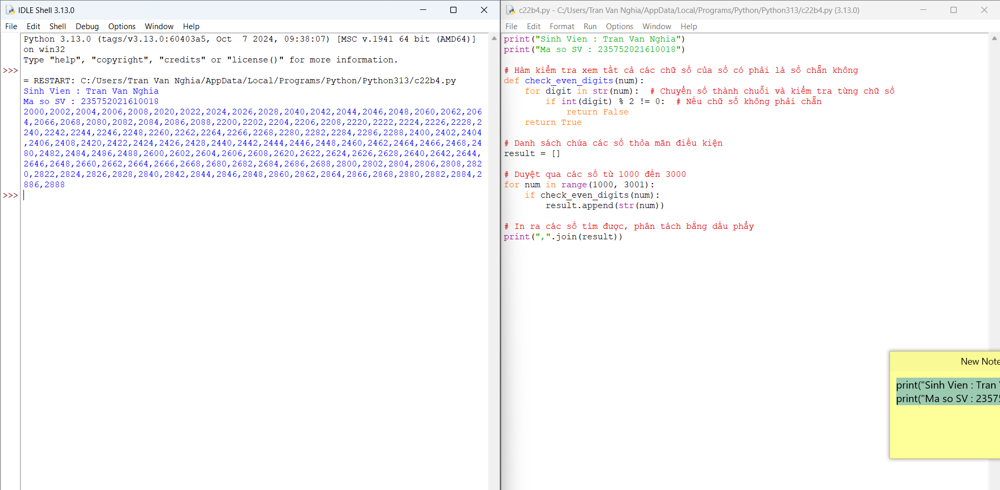 IDLE Shell 3.13.0
File Edit Shell Debug Options Window Help
Python 3.13.0 (tags/v3.13.0:60403a5, Oct  7 2024, 09:38:07) [MSC v.1941 64 bit (AMD64)]
on win32
Type "help", "copyright", "credits" or "license()" for more information.
>>>
= RESTART: C:/Users/Tran Van Nghia/AppData/Local/Programs/Python/Python313/c22b4.py
Sinh Vien : Tran Van Nghia
Ma so SV : 235752021610018
2000,2002,2004,2006,2008,2020,2022,2024,2026,2028,2040,2042,2044,2046,2048,2060,2062,206
4,2066,2068,2080,2082,2084,2086,2088,2200,2202,2204,2206,2208,2220,2222,2224,2226,2228,2
240,2242,2244,2246,2248,2260,2262,2264,2266,2268,2280,2282,2284,2286,2288,2400,2402,2404
,2406,2408,2420,2422,2424,2426,2428,2440,2442,2444,2446,2448,2460,2462,2464,2466,2468,24
80,2482,2484,2486,2488,2600,2602,2604,2606,2608,2620,2622,2624,2626,2628,2640,2642,2644,
2646,2648,2660,2662,2664,2666,2668,2680,2682,2684,2686,2688,2800,2802,2804,2806,2808,282
0,2822,2824,2826,2828,2840,2842,2844,2846,2848,2860,2862,2864,2866,2868,2880,2882,2884,2
886,2888
>>>
c22b4.py - C:/Users/Tran Van Nghia/AppData/Local/Programs/Python/Python313/c22b4.py (3.13.0)
File Edit Format Run Options Window Help
print("Sinh Vien : Tran Van Nghia")
print("Ma so SV : 235752021610018")
# Hàm kiểm tra xem tất cả các chữ số của số có phải là số chẵn không
def check_even_digits(num):
    for digit in str(num):  # Chuyển số thành chuỗi và kiểm tra từng chữ số
        if int(digit) % 2 != 0:  # Nếu chữ số không phải chẵn
            return False
    return True
# Danh sách chứa các số thỏa mãn điều kiện
result = []
# Duyệt qua các số từ 1000 đến 3000
for num in range(1000, 3001):
    if check_even_digits(num):
        result.append(str(num))
# In ra các số tìm được, phân tách bằng dấu phẩy
print(",".join(result))
New Note
print("Sinh Vien : Tran
print("Ma so SV : 2357